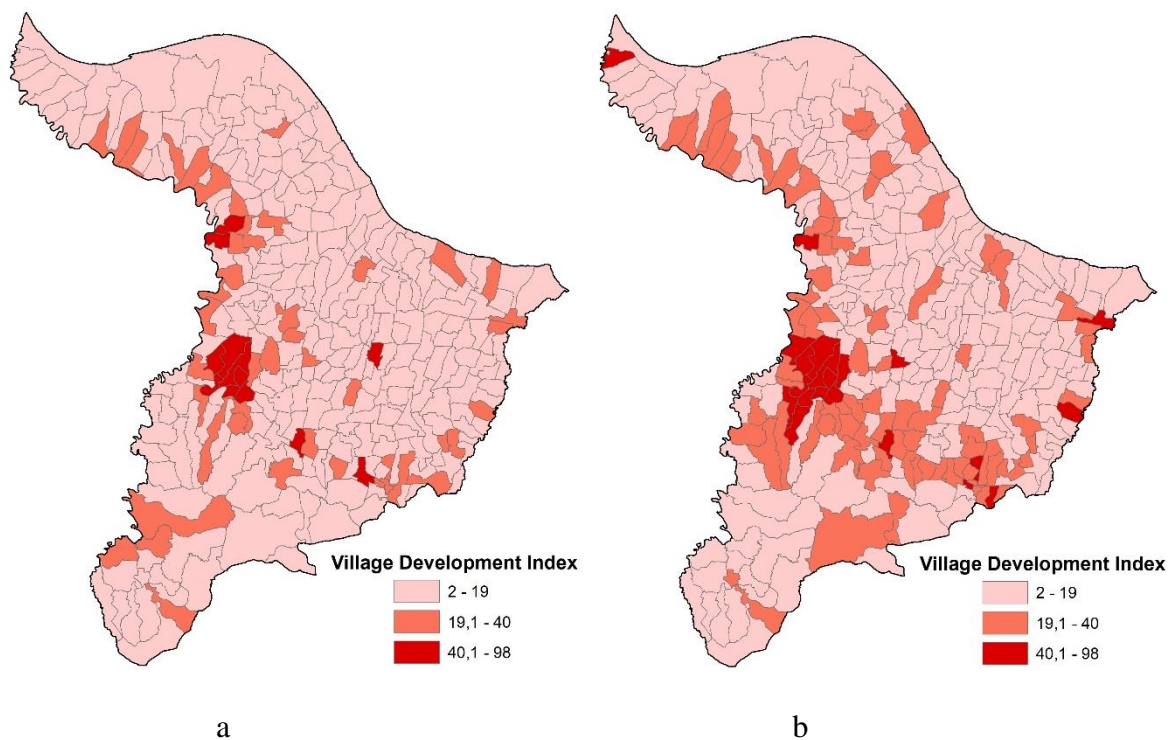 Village Development Index
2 - 19
19,1 - 40
40,1 - 98
Village Development Index
2 - 19
19,1 - 40
40,1 - 98
a
b